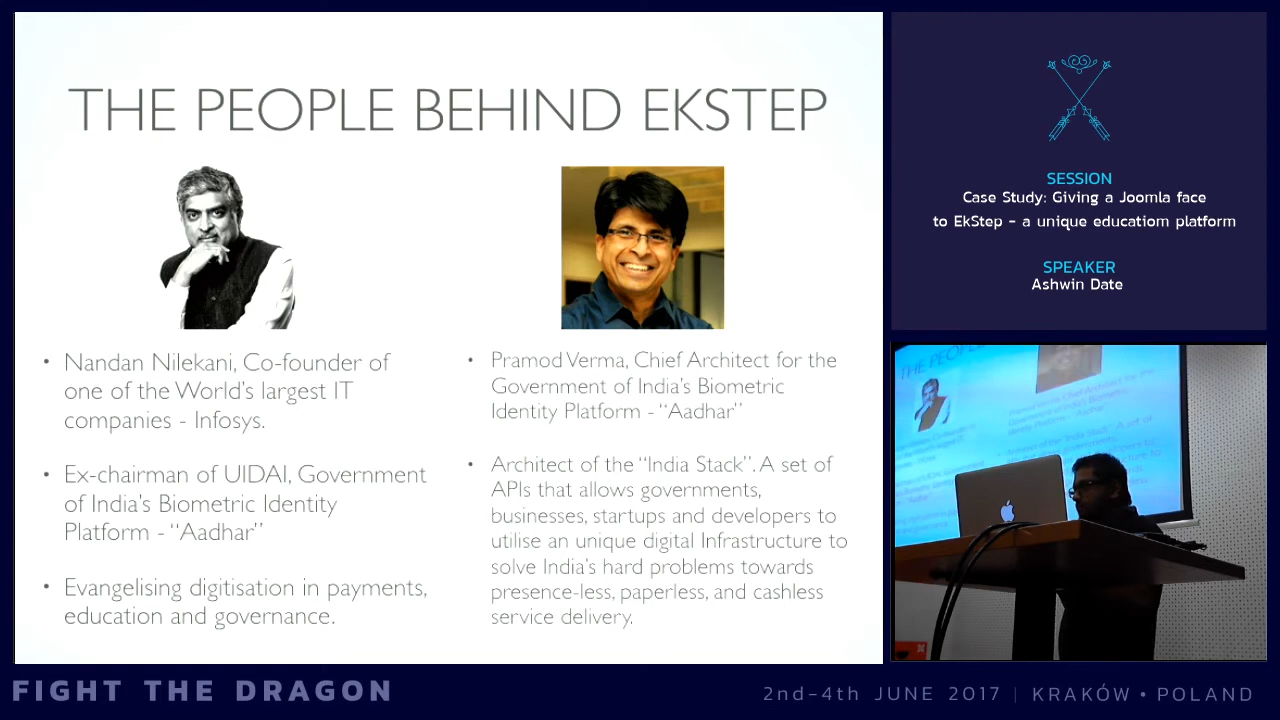 THE PEOPLE BEHIND EKSTEP
• Nandan Nilekani, Co-founder of
one of the World's largest IT
companies - Infosys.
• Ex-chairman of UIDAI, Government
of India's Biometric Identity
Platform - "Aadhar"
• Evangelising digitisation in payments,
education and governance.
• Pramod Verma, Chief Architect for the
Government of India's Biometric
Identity Platform - "Aadhar"
• Architect of the "India Stack". A set of
APIs that allows governments,
businesses, startups and developers to
utilise an unique digital Infrastructure to
solve India's hard problems towards
presence-less, paperless, and cashless
service delivery.
SESSION
Case Study: Giving a Joomla face
to EkStep - a unique educatiom platform
SPEAKER
Ashwin Date
THE PEOPLE
FIGHT THE DRAGON
2nd-4th JUNE 2017 | KRAKÓW • POLAND